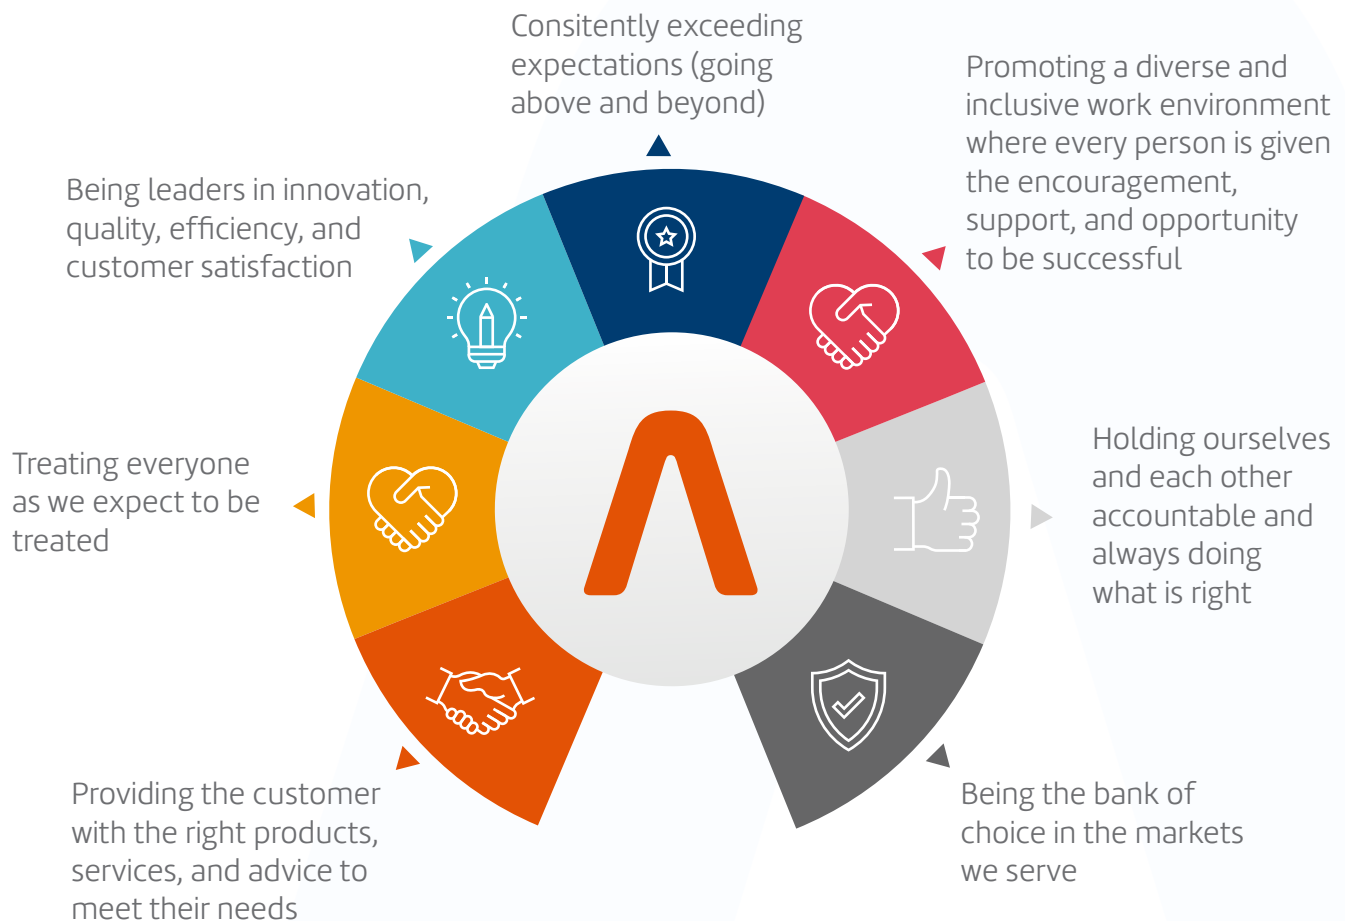 Consitently exceeding
expectations (going
above and beyond)
Promoting a diverse and
inclusive work environment
where every person is given
the encouragement,
support, and opportunity
to be successful
Being leaders in innovation,
quality, efficiency, and
customer satisfaction
Holding ourselves
and each other
accountable and
always doing
what is right
Treating everyone
as we expect to be
treated
Providing the customer
with the right products,
services, and advice to
meet their needs
Being the bank of
choice in the markets
we serve